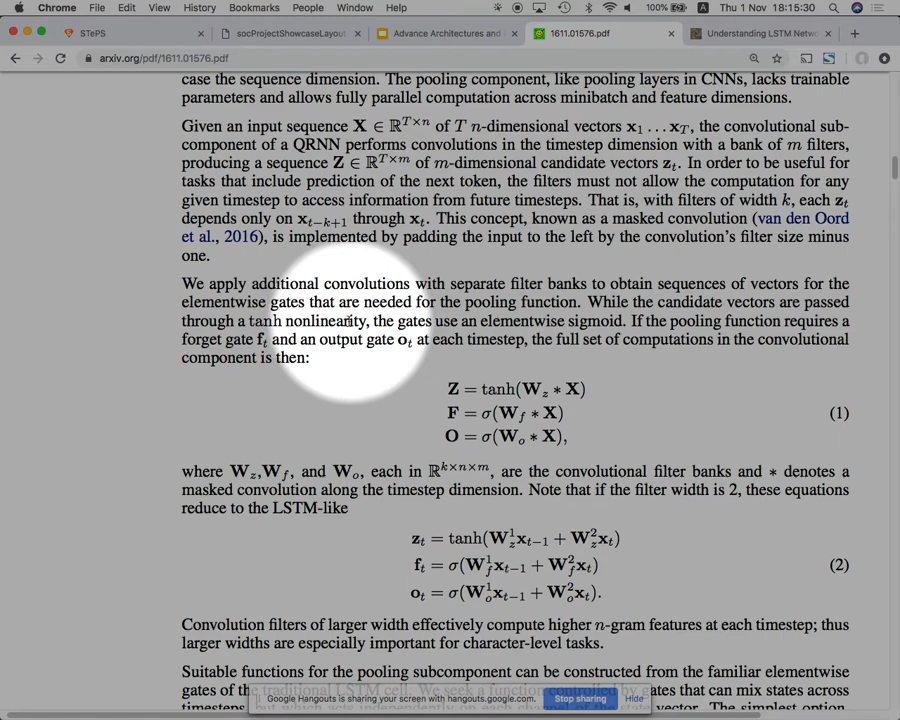 Chrome File Edit View History Bookmarks People Window Help 100% Thu 1 Nov 18:15:30
STePS socProjectShowcaseLayout Advance Architectures and 1611.01576.pdf Understanding LSTM Netw
arxiv.org/pdf/1611.01576.pdf
case the sequence dimension. The pooling component, like pooling layers in CNNs, lacks trainable
parameters and allows fully parallel computation across minibatch and feature dimensions.
Given an input sequence X ∈ ℝ^{T×n} of T n-dimensional vectors x₁ . . . x_T, the convolutional sub-
component of a QRNN performs convolutions in the timestep dimension with a bank of m filters,
producing a sequence Z ∈ ℝ^{T×m} of m-dimensional candidate vectors z_t. In order to be useful for
tasks that include prediction of the next token, the filters must not allow the computation for any
given timestep to access information from future timesteps. That is, with filters of width k, each z_t
depends only on x_{t−k+1} through x_t. This concept, known as a masked convolution (van den Oord
et al., 2016), is implemented by padding the input to the left by the convolution's filter size minus
one.
We apply additional convolutions with separate filter banks to obtain sequences of vectors for the
elementwise gates that are needed for the pooling function. While the candidate vectors are passed
through a tanh nonlinearity, the gates use an elementwise sigmoid. If the pooling function requires a
forget gate f_t and an output gate o_t at each timestep, the full set of computations in the convolutional
component is then:
Z = tanh(W_z ∗ X)
F = σ(W_f ∗ X) (1)
O = σ(W_o ∗ X),
where W_z,W_f, and W_o, each in ℝ^{k×n×m}, are the convolutional filter banks and ∗ denotes a
masked convolution along the timestep dimension. Note that if the filter width is 2, these equations
reduce to the LSTM-like
z_t = tanh(W¹_z x_{t−1} + W²_z x_t)
f_t = σ(W¹_f x_{t−1} + W²_f x_t) (2)
o_t = σ(W¹_o x_{t−1} + W²_o x_t).
Convolution filters of larger width effectively compute higher n-gram features at each timestep; thus
larger widths are especially important for character-level tasks.
Suitable functions for the pooling subcomponent can be constructed from the familiar elementwise
gates of the traditional LSTM cell. We seek a function controlled by gates that can mix states across
Google Hangouts is sharing your screen with hangouts.google.com. Stop sharing Hide